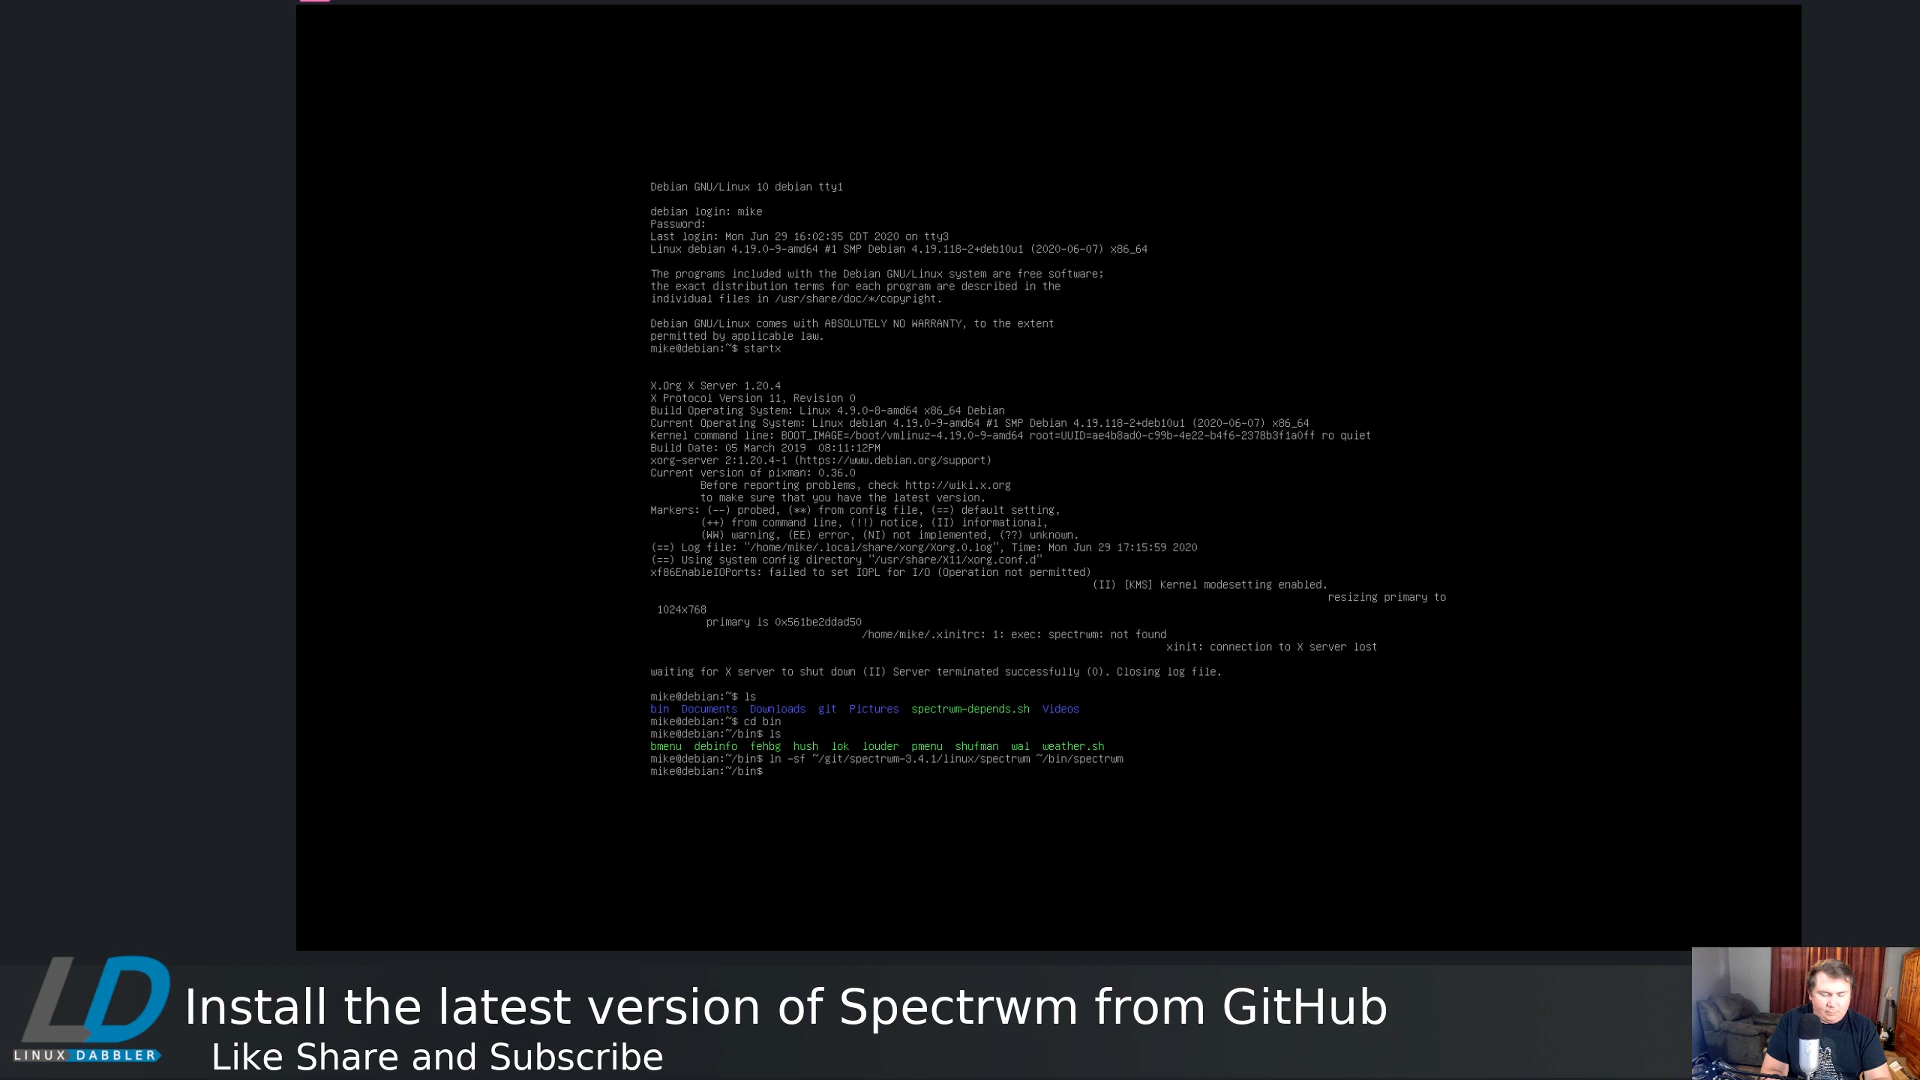 Debian GNU/Linux 10 debian tty1
debian login: mike
Password:
Last login: Mon Jun 29 16:02:35 CDT 2020 on tty3
Linux debian 4.19.0-9-amd64 #1 SMP Debian 4.19.118-2+deb10u1 (2020-06-07) x86_64
The programs included with the Debian GNU/Linux system are free software;
the exact distribution terms for each program are described in the
individual files in /usr/share/doc/*/copyright.
Debian GNU/Linux comes with ABSOLUTELY NO WARRANTY, to the extent
permitted by applicable law.
mike@debian:~$ startx
X.Org X Server 1.20.4
X Protocol Version 11, Revision 0
Build Operating System: Linux 4.9.0-8-amd64 x86_64 Debian
Current Operating System: Linux debian 4.19.0-9-amd64 #1 SMP Debian 4.19.118-2+deb10u1 (2020-06-07) x86_64
Kernel command line: BOOT_IMAGE=/boot/vmlinuz-4.19.0-9-amd64 root=UUID=ae4b8ad0-c99b-4e22-b4f6-2378b3f1a0ff ro quiet
Build Date: 05 March 2019  08:11:12PM
xorg-server 2:1.20.4-1 (https://www.debian.org/support)
Current version of pixman: 0.36.0
Before reporting problems, check http://wiki.x.org
to make sure that you have the latest version.
Markers: (--) probed, (**) from config file, (==) default setting,
(++) from command line, (!!) notice, (II) informational,
(WW) warning, (EE) error, (NI) not implemented, (??) unknown.
(==) Log file: "/home/mike/.local/share/xorg/Xorg.0.log", Time: Mon Jun 29 17:15:59 2020
(==) Using system config directory "/usr/share/X11/xorg.conf.d"
xf86EnableIOPorts: failed to set IOPL for I/O (Operation not permitted)
(II) [KMS] Kernel modesetting enabled.
resizing primary to
1024x768
primary is 0x561be2ddad50
/home/mike/.xinitrc: 1: exec: spectrwm: not found
xinit: connection to X server lost
waiting for X server to shut down (II) Server terminated successfully (0). Closing log file.
mike@debian:~$ ls
bin  Documents  Downloads  git  Pictures  spectrwm-depends.sh  Videos
mike@debian:~$ cd bin
mike@debian:~/bin$ ls
bmenu  debinfo  fehbg  hush  lok  louder  pmenu  shufman  wal  weather.sh
mike@debian:~/bin$ ln -sf ~/git/spectrwm-3.4.1/linux/spectrwm ~/bin/spectrwm
mike@debian:~/bin$
LD
LINUX DABBLER
Install the latest version of Spectrwm from GitHub
Like Share and Subscribe